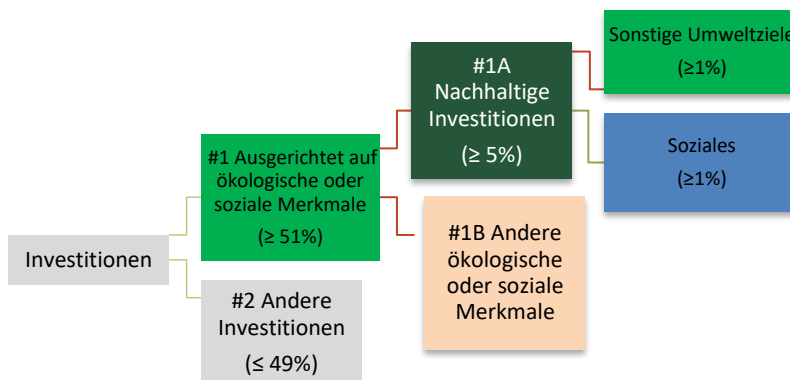 Investitionen
#1 Ausgerichtet auf
ökologische oder
soziale Merkmale
(≥ 51%)
#2 Andere
Investitionen
(≤ 49%)
#1A
Nachhaltige
Investitionen
(≥ 5%)
#1B Andere
ökologische
oder soziale
Merkmale
Sonstige Umweltziele
(≥1%)
Soziales
(≥1%)